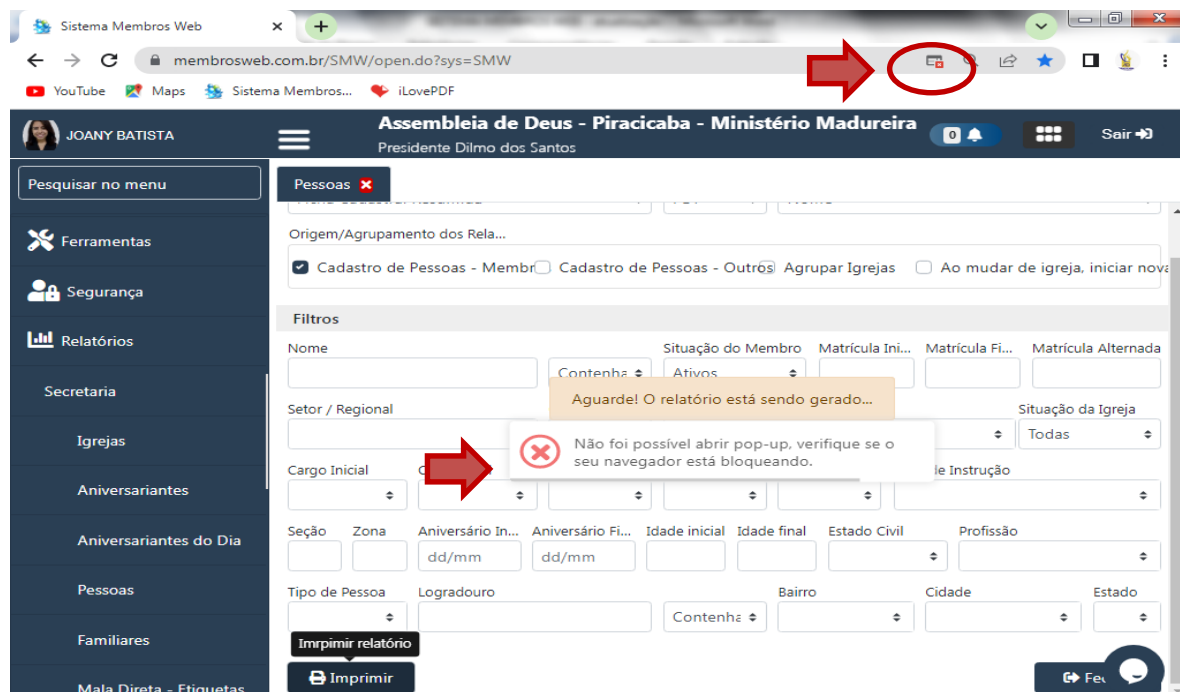 Sistema Membros Web
membrosweb.com.br/SMW/open.do?sys=SMW
YouTube Maps Sistema Membros... iLovePDF
JOANY BATISTA
Assembleia de Deus - Piracicaba - Ministério Madureira
Presidente Dilmo dos Santos
0
Sair
Pesquisar no menu
Pessoas
Ferramentas
Segurança
Relatórios
Secretaria
Igrejas
Aniversariantes
Aniversariantes do Dia
Pessoas
Familiares
Mala Direta - Etiquetas
Origem/Agrupamento dos Rela...
Cadastro de Pessoas - Membr Cadastro de Pessoas - Outros Agrupar Igrejas Ao mudar de igreja, iniciar nova
Filtros
Nome Situação do Membro Matrícula Ini... Matrícula Fi... Matrícula Alternada
Contenha Ativos
Aguarde! O relatório está sendo gerado...
Setor / Regional Situação da Igreja
Todas
Não foi possível abrir pop-up, verifique se o
seu navegador está bloqueando.
Cargo Inicial de Instrução
Seção Zona Aniversário In... Aniversário Fi... Idade inicial Idade final Estado Civil Profissão
dd/mm dd/mm
Tipo de Pessoa Logradouro Bairro Cidade Estado
Contenha
Imrpimir relatório
Imprimir
Fec